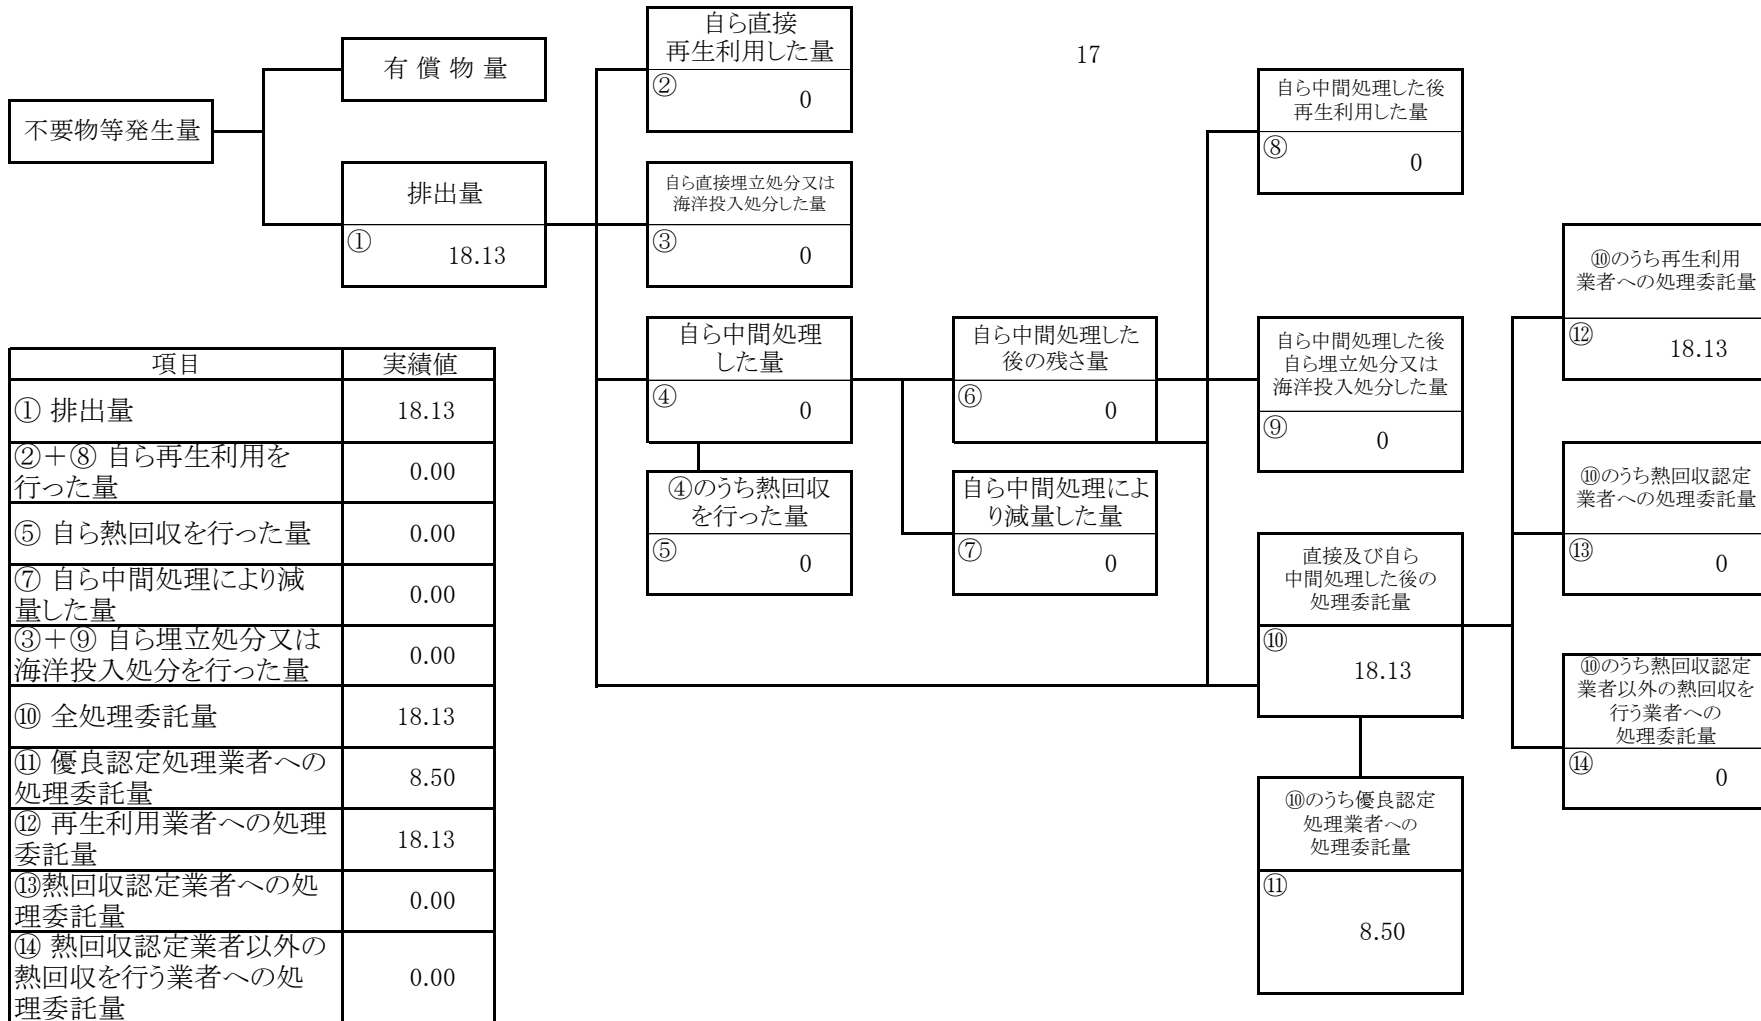 自ら直接
再生利用した量
②
0
17
有 償 物 量
不要物等発生量
自ら中間処理した後
再生利用した量
⑧
0
排出量
①
18.13
自ら直接埋立処分又は
海洋投入処分した量
③
0
⑩のうち再生利用
業者への処理委託量
⑫
18.13
自ら中間処理
した量
④
0
自ら中間処理した
後の残さ量
⑥
0
自ら中間処理した後
自ら埋立処分又は
海洋投入処分した量
⑨
0
④のうち熱回収
を行った量
⑤
0
自ら中間処理によ
り減量した量
⑦
0
⑩のうち熱回収認定
業者への処理委託量
⑬
0
直接及び自ら
中間処理した後の
処理委託量
⑩
18.13
⑩のうち熱回収認定
業者以外の熱回収を
行う業者への
処理委託量
⑭
0
⑩のうち優良認定
処理業者への
処理委託量
⑪
8.50
項目 実績値
① 排出量 18.13
②＋⑧ 自ら再生利用を
行った量 0.00
⑤ 自ら熱回収を行った量 0.00
⑦ 自ら中間処理により減
量した量 0.00
③＋⑨ 自ら埋立処分又は
海洋投入処分を行った量 0.00
⑩ 全処理委託量 18.13
⑪ 優良認定処理業者への
処理委託量 8.50
⑫ 再生利用業者への処理
委託量 18.13
⑬熱回収認定業者への処
理委託量 0.00
⑭ 熱回収認定業者以外の
熱回収を行う業者への処
理委託量 0.00